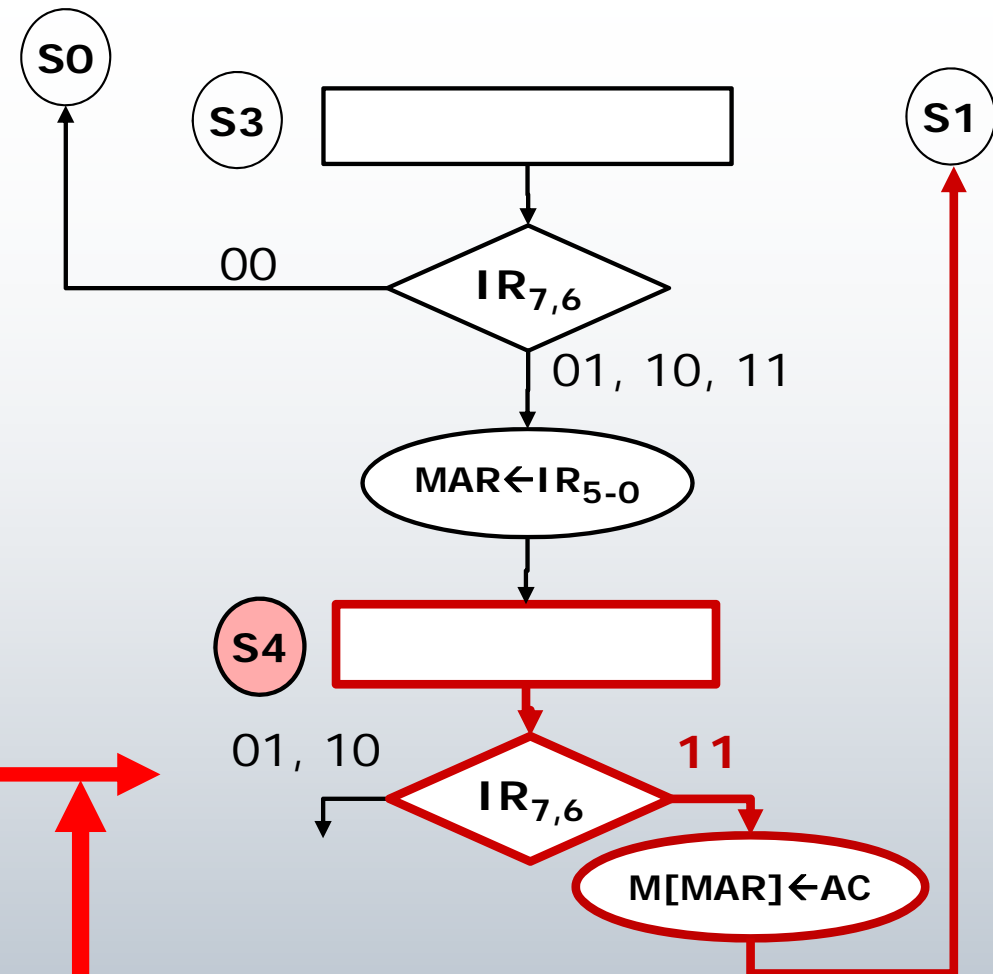 S0
S3
S1
00
IR7,6
01, 10, 11
MAR←IR5-0
S4
01, 10
11
IR7,6
M[MAR]←AC